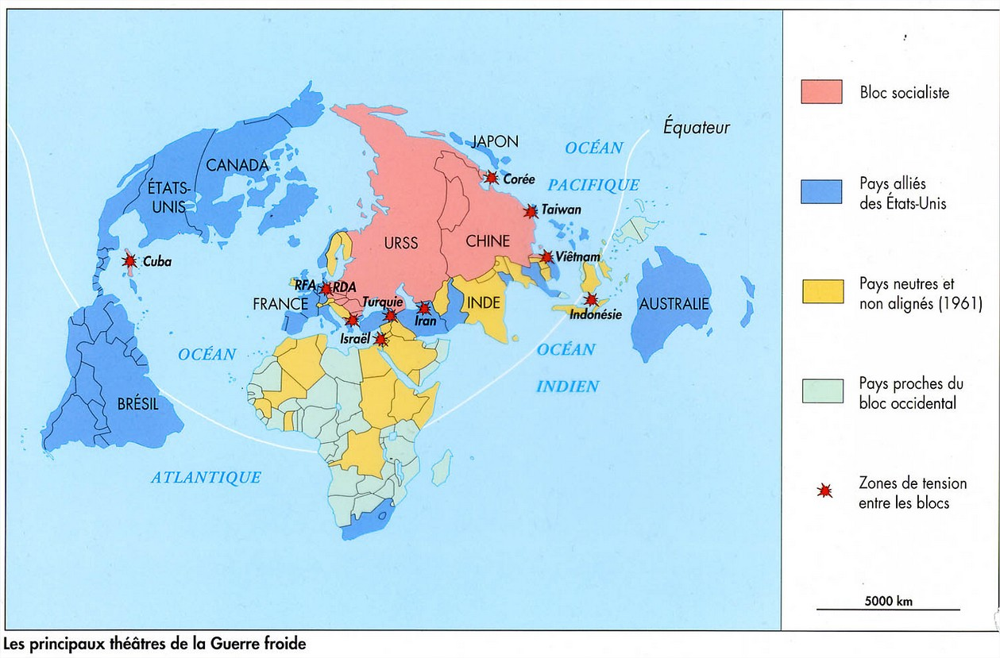 JAPON
Équateur
OCÉAN
PACIFIQUE
CANADA
ÉTATS-
UNIS
Corée
Taiwan
URSS
CHINE
Viêtnam
Cuba
RFA
RDA
FRANCE
Turquie
Iran
INDE
Indonésie
AUSTRALIE
Israël
OCÉAN
ATLANTIQUE
OCÉAN
INDIEN
BRÉSIL
Bloc socialiste
Pays alliés
des États-Unis
Pays neutres et
non alignés (1961)
Pays proches du
bloc occidental
Zones de tension
entre les blocs
5000 km
Les principaux théâtres de la Guerre froide